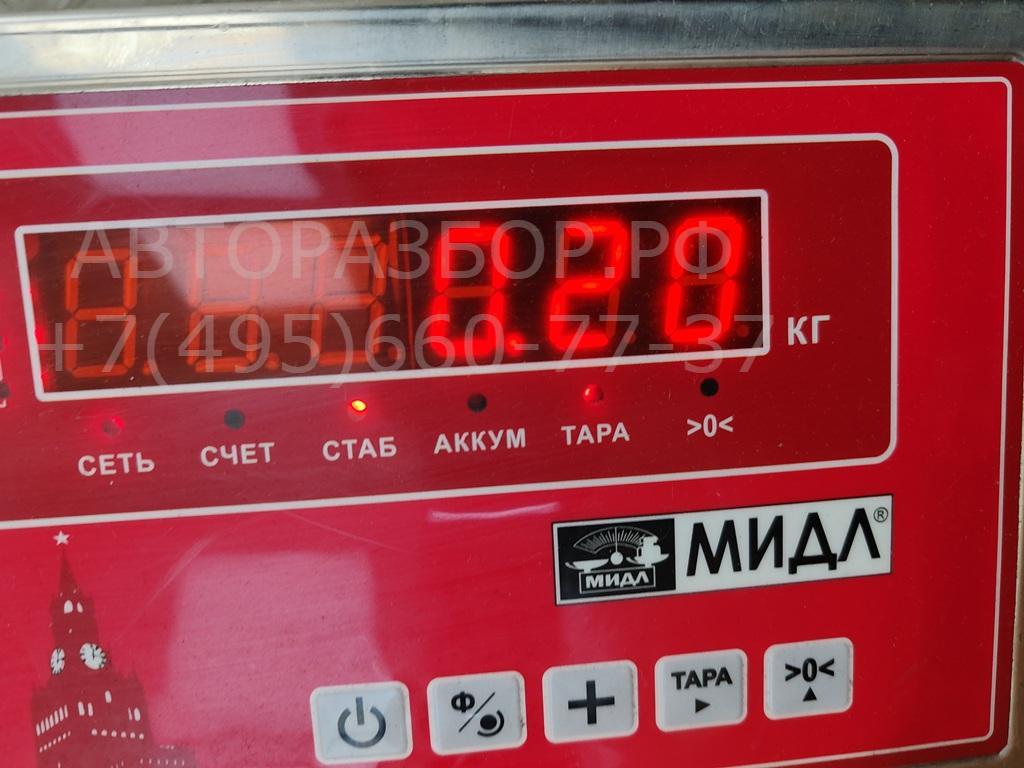 АВТОРАЗБОР.РФ
+7(495)660-77-37
0.20
КГ
СЕТЬ СЧЕТ СТАБ АККУМ ТАРА >0<
МИДЛ
МИДЛ®
Ф ТАРА >0<